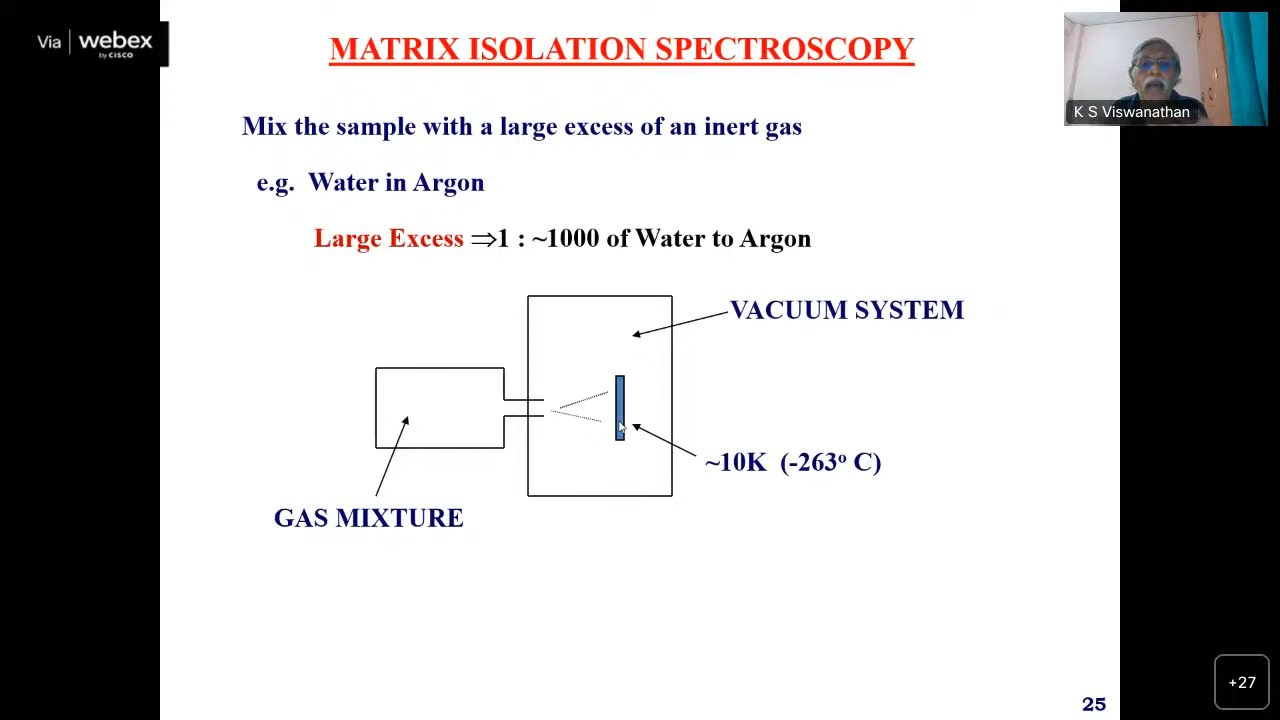 Via webex
by CISCO
MATRIX ISOLATION SPECTROSCOPY
K S Viswanathan
Mix the sample with a large excess of an inert gas
e.g. Water in Argon
Large Excess ⇒1 : ~1000 of Water to Argon
VACUUM SYSTEM
~10K (-263º C)
GAS MIXTURE
+27
25